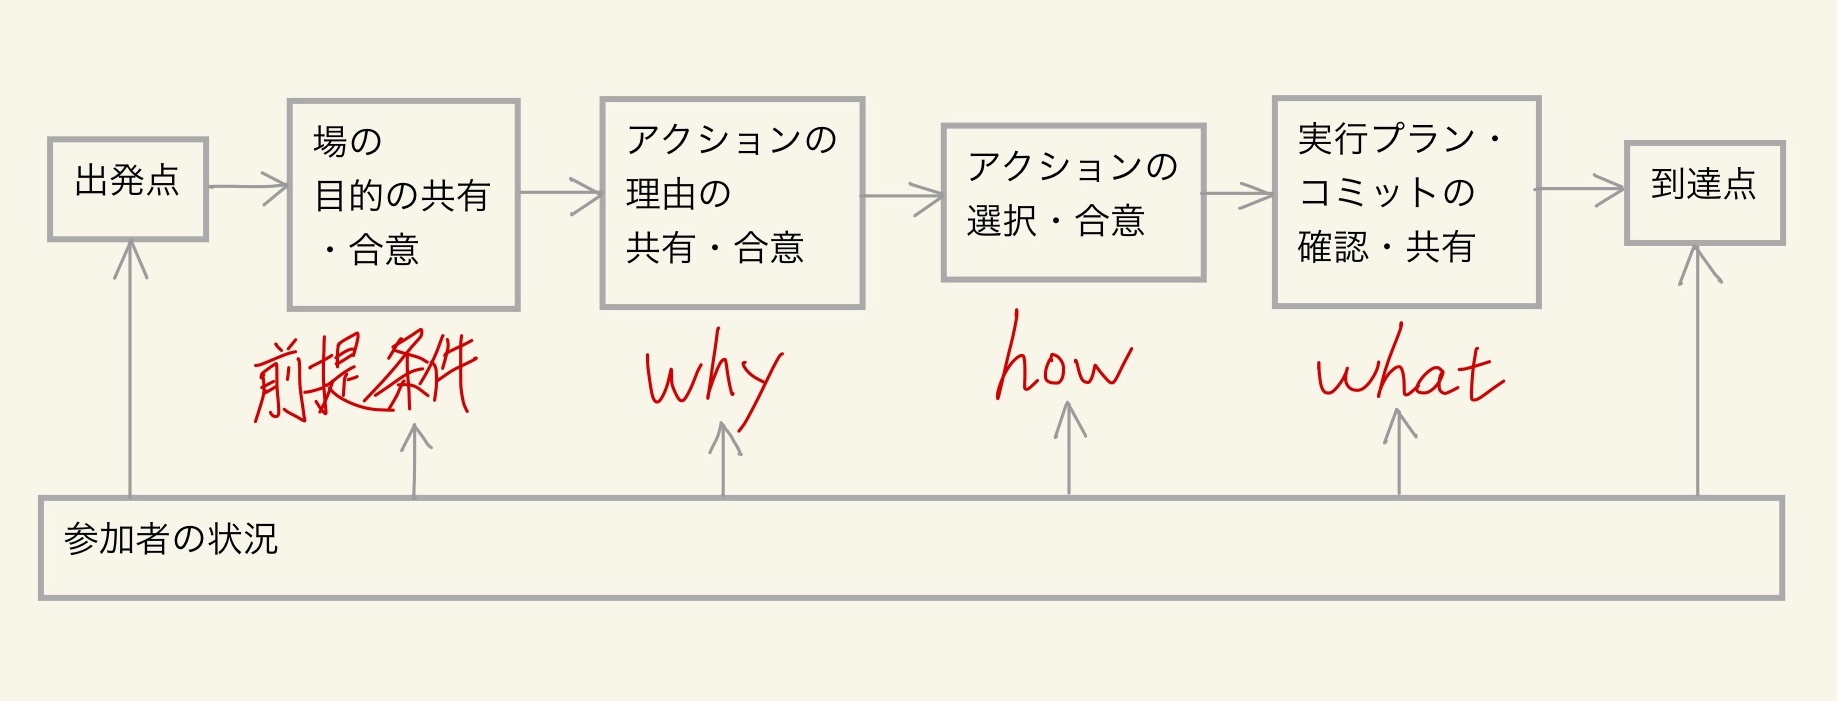 出発点
場の
目的の共有
・合意
アクションの
理由の
共有・合意
アクションの
選択・合意
実行プラン・
コミットの
確認・共有
到達点
前提条件
why
how
what
参加者の状況